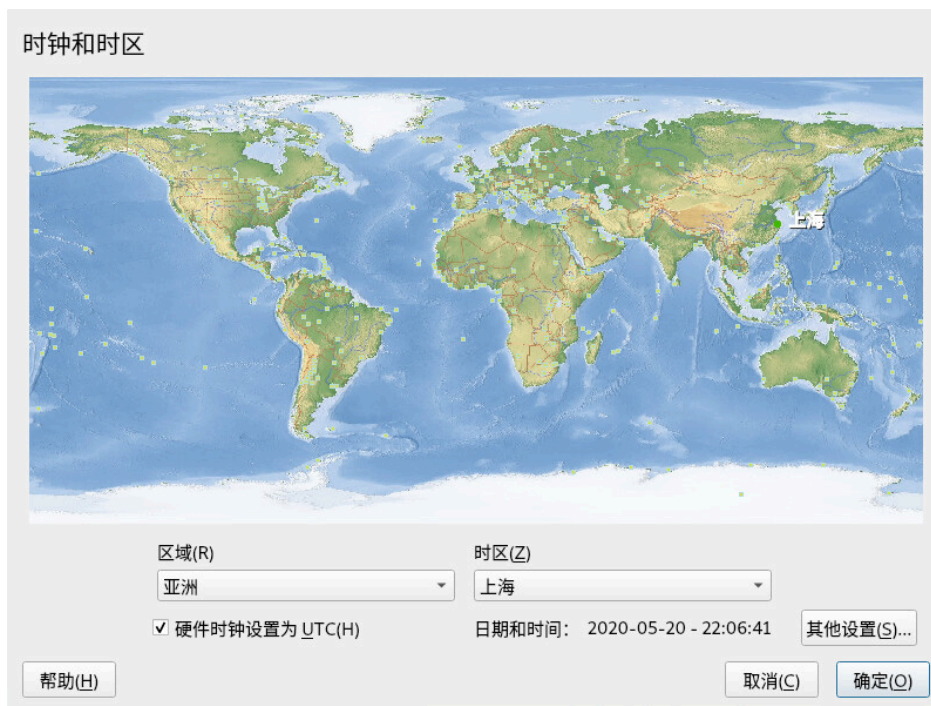 时钟和时区
上海
区域(R)
时区(Z)
亚洲
上海
硬件时钟设置为 UTC(H)
日期和时间： 2020-05-20 - 22:06:41
其他设置(S)...
帮助(H)
取消(C)
确定(O)